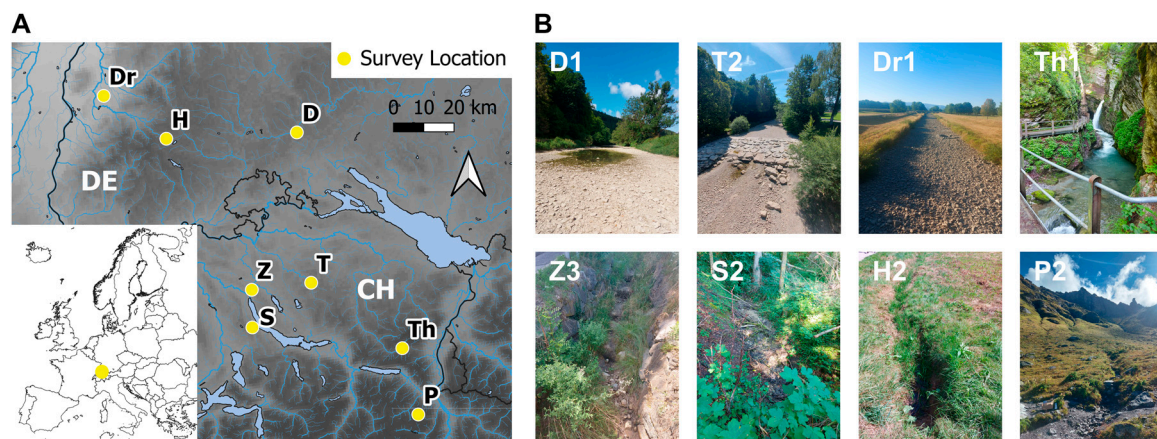 A
Survey Location
0 10 20 km
Dr
H
D
DE
Z
T
CH
S
Th
P
B
D1
T2
Dr1
Th1
Z3
S2
H2
P2